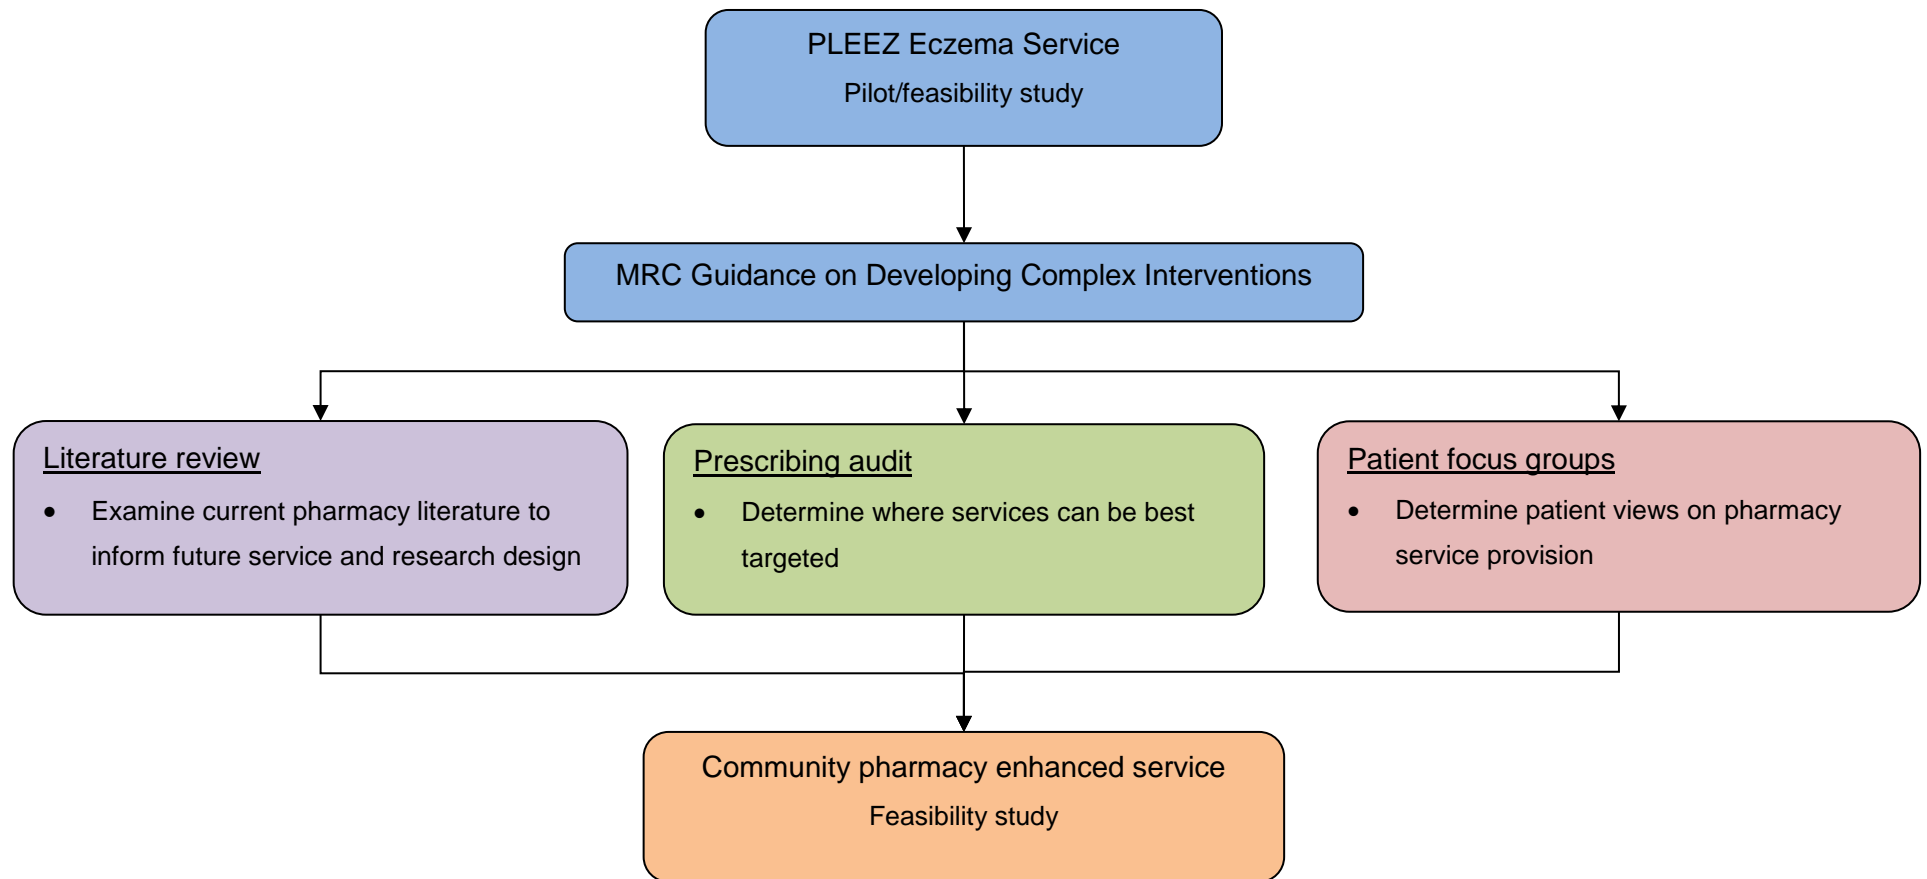 PLEEZ Eczema Service
Pilot/feasibility study
MRC Guidance on Developing Complex Interventions
Literature review
• Examine current pharmacy literature to
inform future service and research design
Prescribing audit
• Determine where services can be best
targeted
Patient focus groups
• Determine patient views on pharmacy
service provision
Community pharmacy enhanced service
Feasibility study